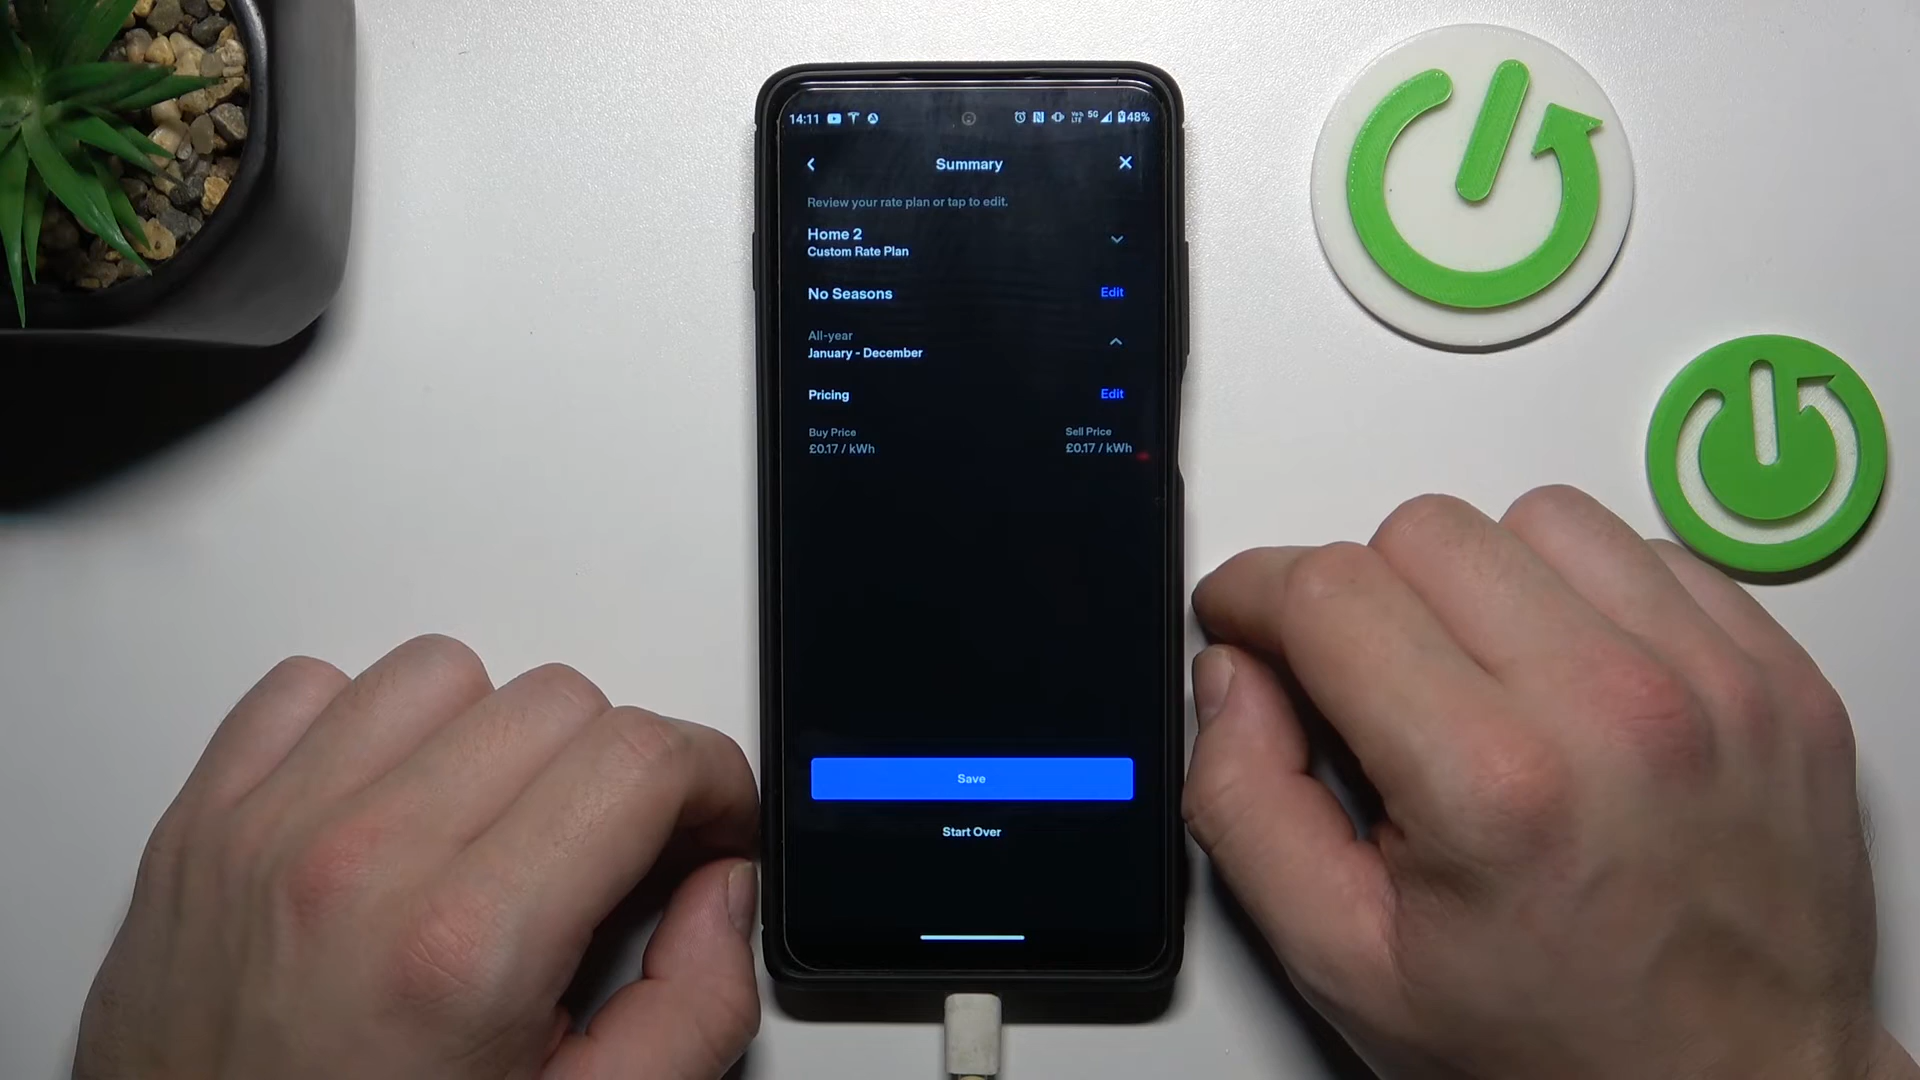 14:11 VoLTE 5G 48%
Summary
Review your rate plan or tap to edit.
Home 2
Custom Rate Plan
No Seasons Edit
All-year
January - December
Pricing Edit
Buy Price Sell Price
£0.17 / kWh £0.17 / kWh
Save
Start Over